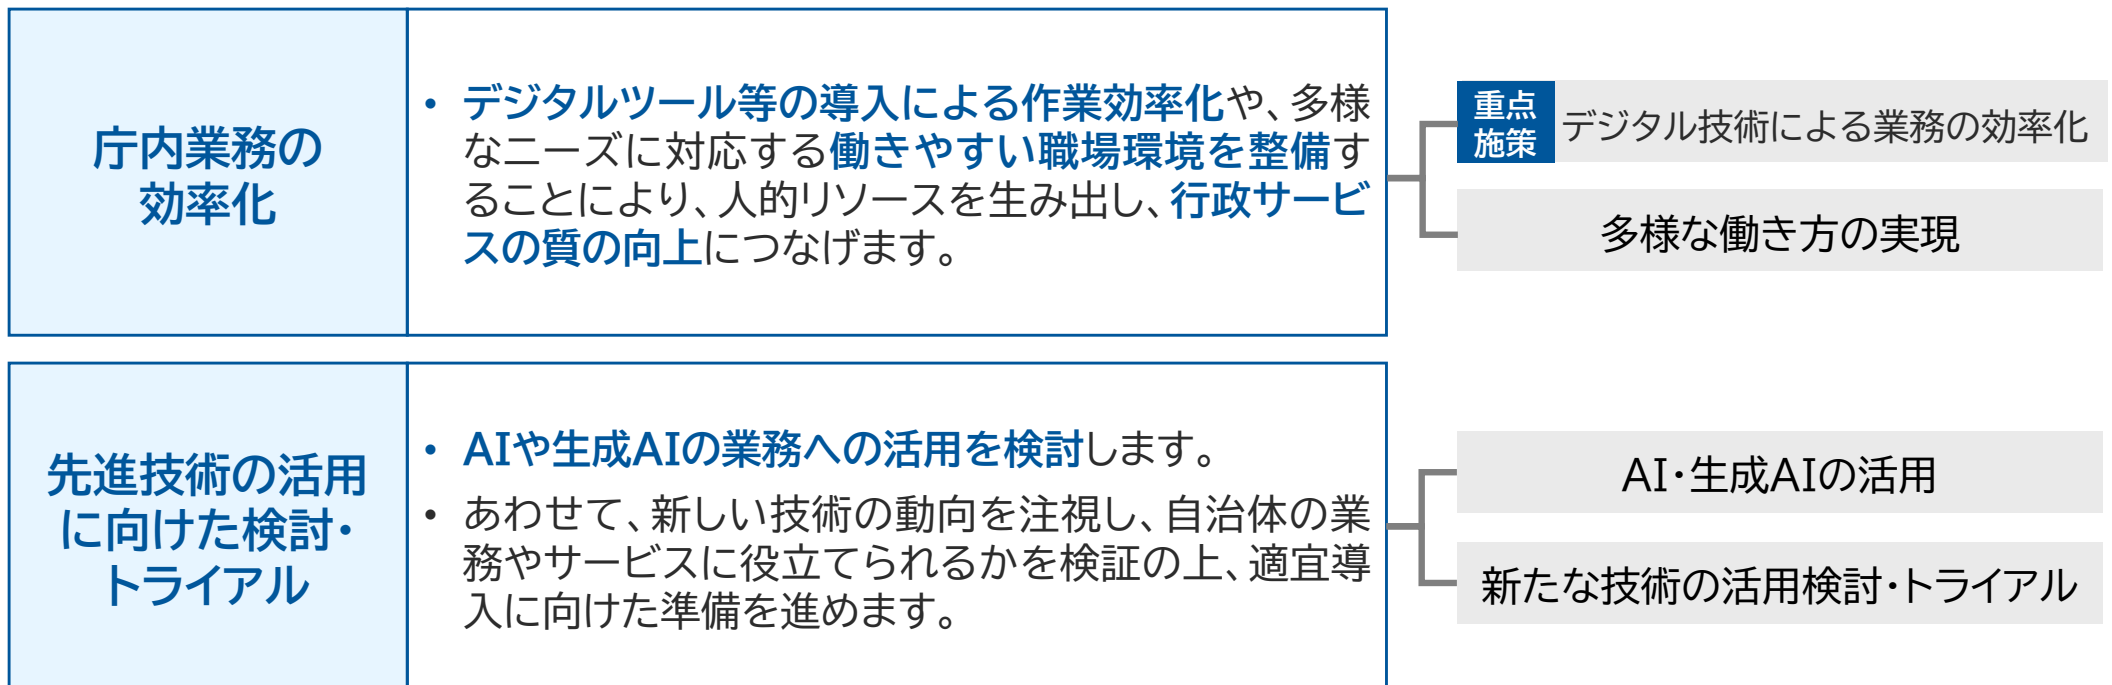 庁内業務の
効率化
• デジタルツール等の導入による作業効率化や、多様
なニーズに対応する働きやすい職場環境を整備す
ることにより、人的リソースを生み出し、行政サービ
スの質の向上につなげます。
重点
施策
デジタル技術による業務の効率化
多様な働き方の実現
先進技術の活用
に向けた検討・
トライアル
• AIや生成AIの業務への活用を検討します。
• あわせて、新しい技術の動向を注視し、自治体の業
務やサービスに役立てられるかを検証の上、適宜導
入に向けた準備を進めます。
AI・生成AIの活用
新たな技術の活用検討・トライアル